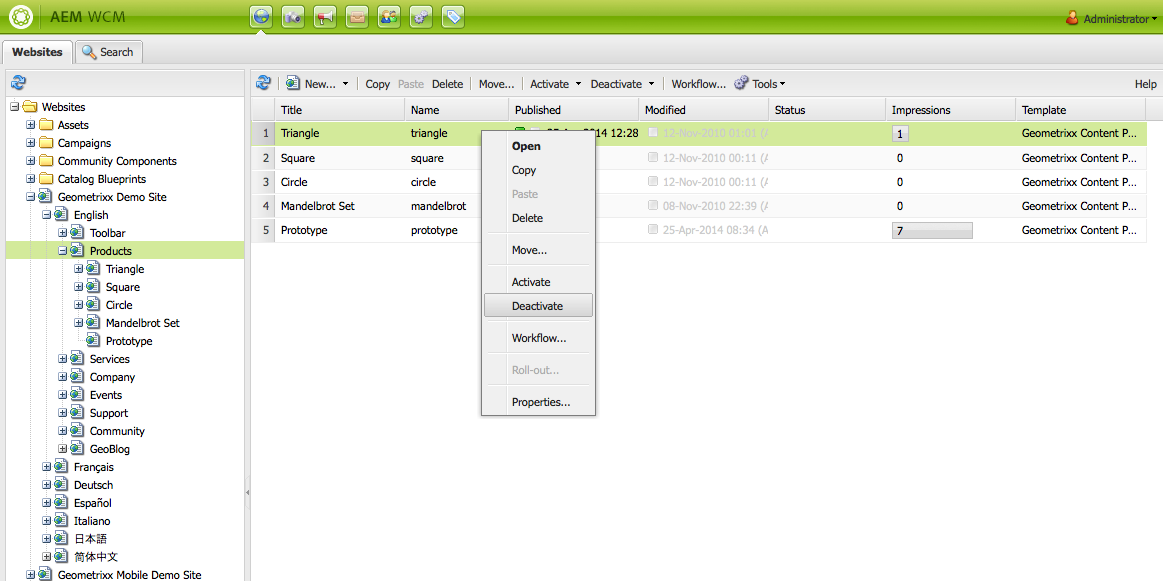 AEM WCM
Administrator
Websites
Search
New...
Copy
Paste
Delete
Move...
Activate
Deactivate
Workflow...
Tools
Help
Websites
Assets
Campaigns
Community Components
Catalog Blueprints
Geometrixx Demo Site
English
Toolbar
Products
Triangle
Square
Circle
Mandelbrot Set
Prototype
Services
Company
Events
Support
Community
GeoBlog
Français
Deutsch
Español
Italiano
日本語
简体中文
Geometrixx Mobile Demo Site
Title Name Published Modified Status Impressions Template
1 Triangle triangle 2014 12:28 12-Nov-2010 01:01 (A 1 Geometrixx Content P...
2 Square square 12-Nov-2010 00:11 (A 0 Geometrixx Content P...
3 Circle circle 12-Nov-2010 00:11 (A 0 Geometrixx Content P...
4 Mandelbrot Set mandelbrot 08-Nov-2010 22:39 (A 0 Geometrixx Content P...
5 Prototype prototype 25-Apr-2014 08:34 (A 7 Geometrixx Content P...
Open
Copy
Paste
Delete
Move...
Activate
Deactivate
Workflow...
Roll-out...
Properties...